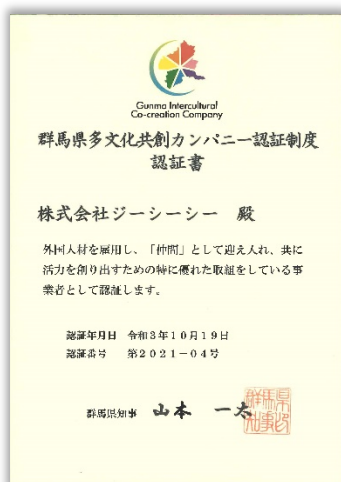 Gunma Intercultural
Co-creation Company
群馬県多文化共創カンパニー認証制度
認証書
株式会社ジーシーシー 殿
外国人材を雇用し、「仲間」として迎え入れ、共に
活力を創り出すための特に優れた取組をしている事
業者として認証します。
認証年月日 令和3年10月19日
認証番号 第2021-04号
群馬県知事 山本 一太
群馬県知事印